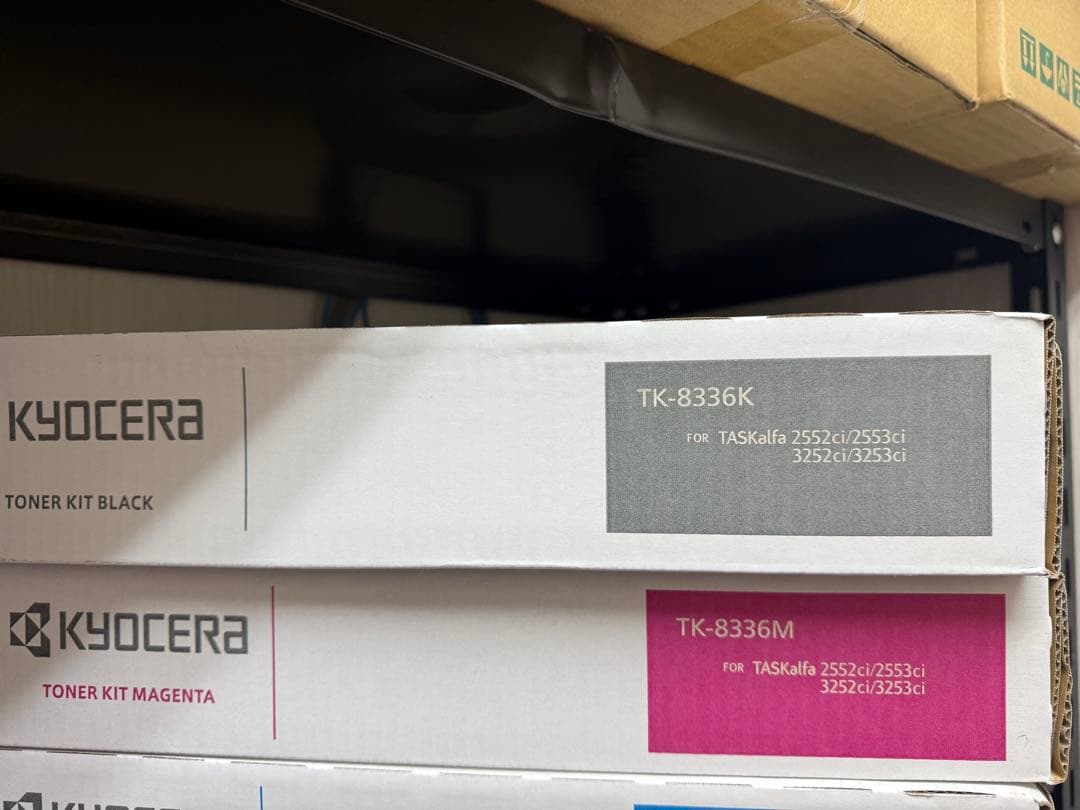 KYOCERA
TONER KIT BLACK
TK-8336K
FOR TASKalfa 2552ci/2553ci
3252ci/3253ci
KYOCERA
TONER KIT MAGENTA
TK-8336M
FOR TASKalfa 2552ci/2553ci
3252ci/3253ci
KYOCERA